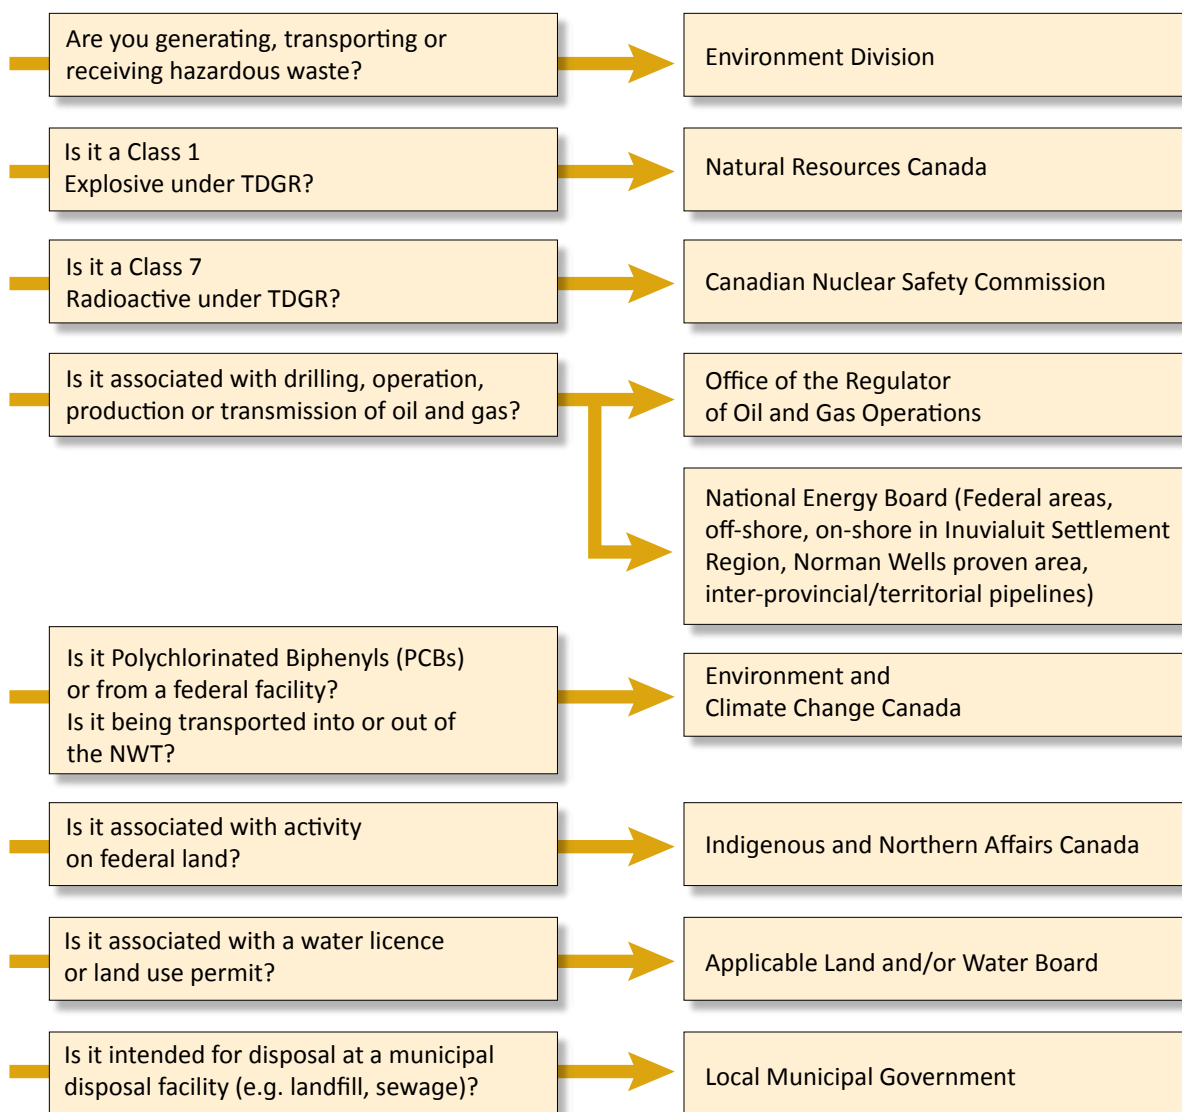 Are you generating, transporting or
receiving hazardous waste?
Environment Division
Is it a Class 1
Explosive under TDGR?
Natural Resources Canada
Is it a Class 7
Radioactive under TDGR?
Canadian Nuclear Safety Commission
Is it associated with drilling, operation,
production or transmission of oil and gas?
Office of the Regulator
of Oil and Gas Operations
National Energy Board (Federal areas,
off-shore, on-shore in Inuvialuit Settlement
Region, Norman Wells proven area,
inter-provincial/territorial pipelines)
Is it Polychlorinated Biphenyls (PCBs)
or from a federal facility?
Is it being transported into or out of
the NWT?
Environment and
Climate Change Canada
Is it associated with activity
on federal land?
Indigenous and Northern Affairs Canada
Is it associated with a water licence
or land use permit?
Applicable Land and/or Water Board
Is it intended for disposal at a municipal
disposal facility (e.g. landfill, sewage)?
Local Municipal Government